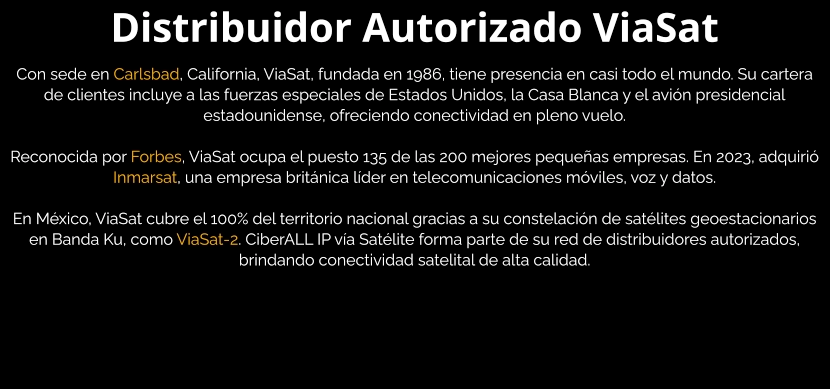 Distribuidor Autorizado ViaSat
Con sede en Carlsbad, California, ViaSat, fundada en 1986, tiene presencia en casi todo el mundo. Su cartera
de clientes incluye a las fuerzas especiales de Estados Unidos, la Casa Blanca y el avión presidencial
estadounidense, ofreciendo conectividad en pleno vuelo.
Reconocida por Forbes, ViaSat ocupa el puesto 135 de las 200 mejores pequeñas empresas. En 2023, adquirió
Inmarsat, una empresa británica líder en telecomunicaciones móviles, voz y datos.
En México, ViaSat cubre el 100% del territorio nacional gracias a su constelación de satélites geoestacionarios
en Banda Ku, como ViaSat-2. CiberALL IP vía Satélite forma parte de su red de distribuidores autorizados,
brindando conectividad satelital de alta calidad.